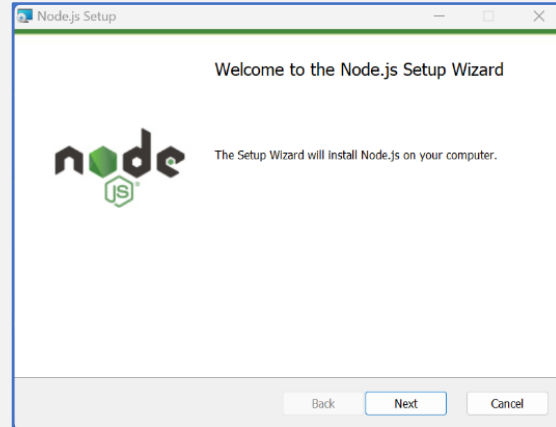 Node.js Setup
Welcome to the Node.js Setup Wizard
node
JS
The Setup Wizard will install Node.js on your computer.
Back
Next
Cancel